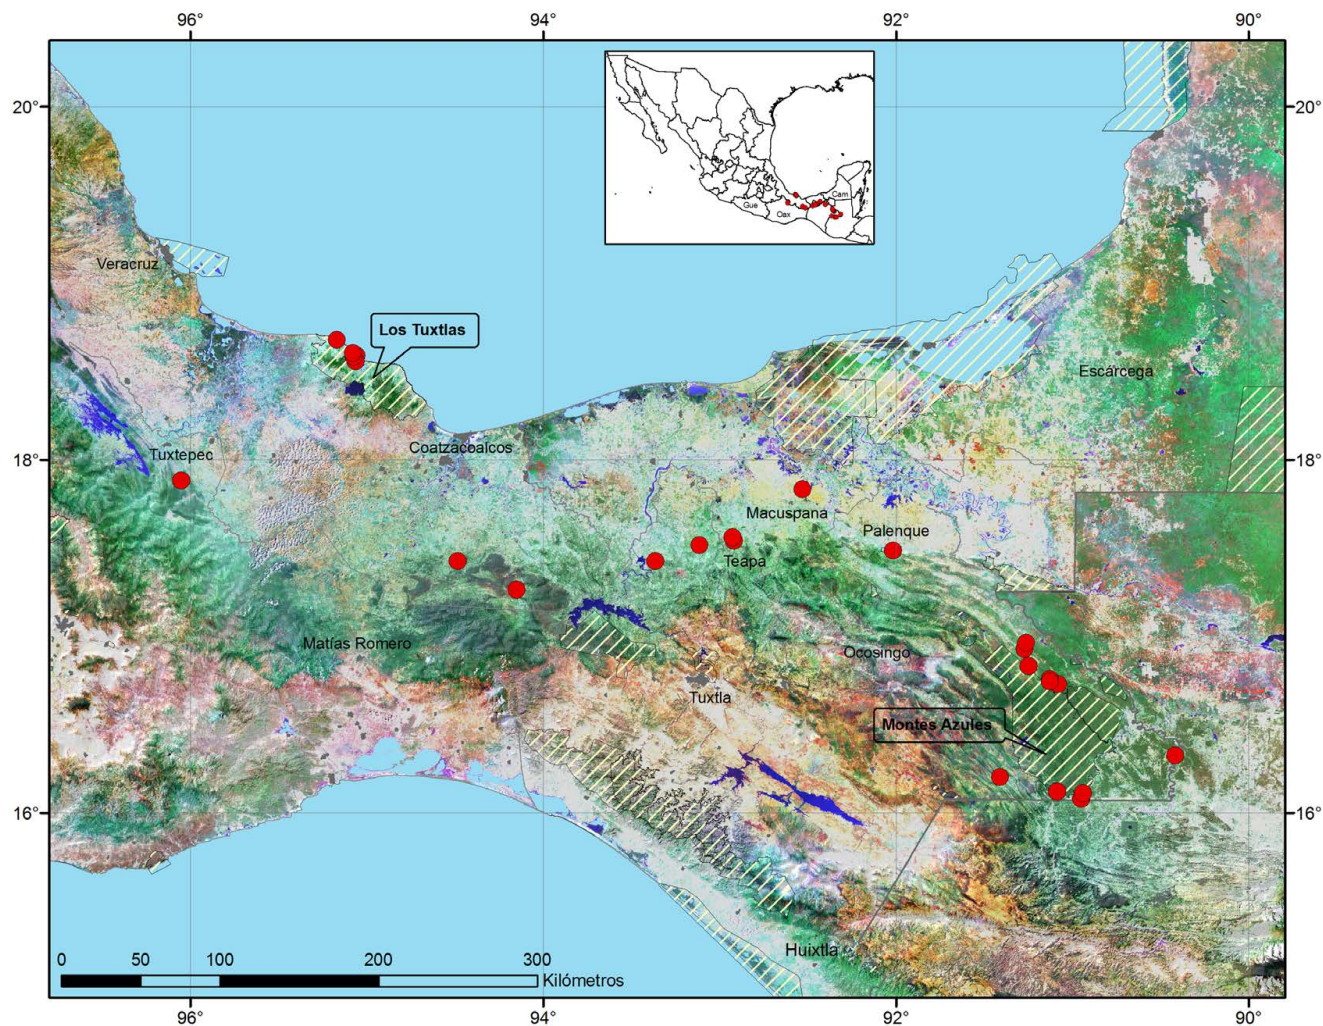 96°
94°
92°
90°
20°
20°
Cam
Gue
Oax
Veracruz
Los Tuxtlas
Escárcega
Coatzacoalcos
Tuxtepec
18°
18°
Macuspana
Palenque
Teapa
Matías Romero
Ocosingo
Tuxtla
Montes Azules
16°
16°
Huixtla
0 50 100 200 300
Kilómetros
96°
94°
92°
90°